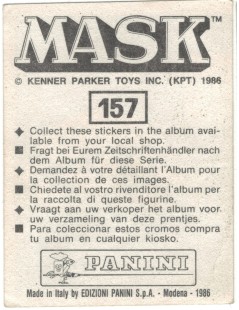 MASK™
© KENNER PARKER TOYS INC. (KPT) 1986
157
Collect these stickers in the album avai-
lable from your local shop.
Fragt bei Eurem Zeitschriftenhändler nach
dem Album für diese Serie.
Demandez à votre détaillant l'Album pour
la collection de ces images.
Chiedete al vostro rivenditore l'album per
la raccolta di queste figurine.
Vraagt aan uw verkoper het album voor
uw verzameling van deze prentjes.
Para coleccionar estos cromos compra
tu album en cualquier kiosko.
PANINI
Made in Italy by EDIZIONI PANINI S.p.A. - Modena - 1986